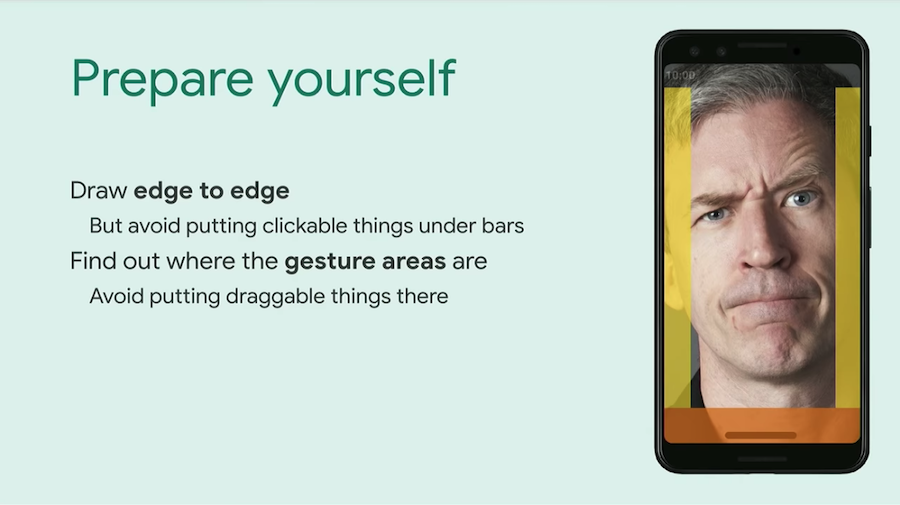 Prepare yourself
10:00
Draw edge to edge
But avoid putting clickable things under bars
Find out where the gesture areas are
Avoid putting draggable things there